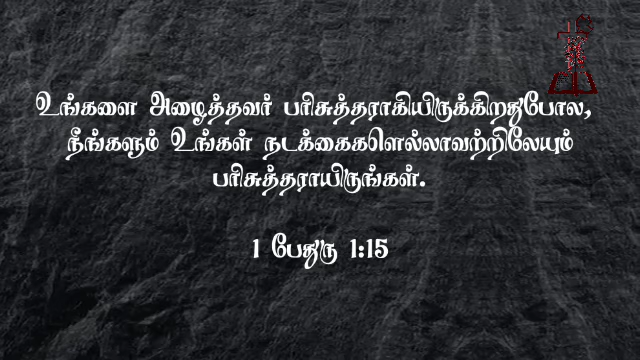 உங்களை அழைத்தவர் பரிசுத்தராகியிருக்கிறதுபோல,
நீங்களும் உங்கள் நடக்கைகளெல்லாவற்றிலேயும்
பரிசுத்தராயிருங்கள்.
1 பேதுரு 1:15